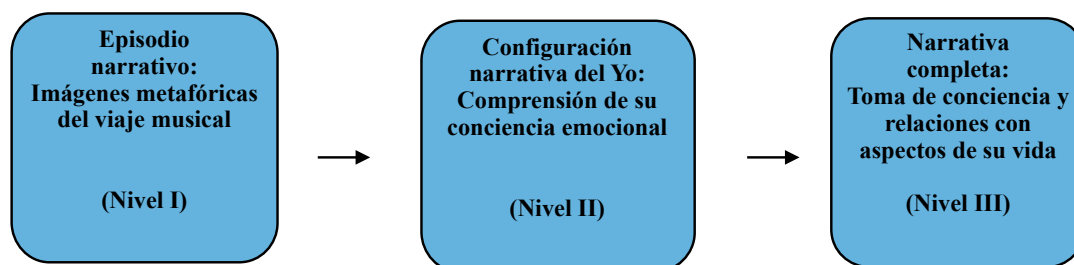 Episodio
narrativo:
Imágenes metafóricas
del viaje musical
(Nivel I)
Configuración
narrativa del Yo:
Comprensión de su
conciencia emocional
(Nivel II)
Narrativa
completa:
Toma de conciencia y
relaciones con
aspectos de su vida
(Nivel III)